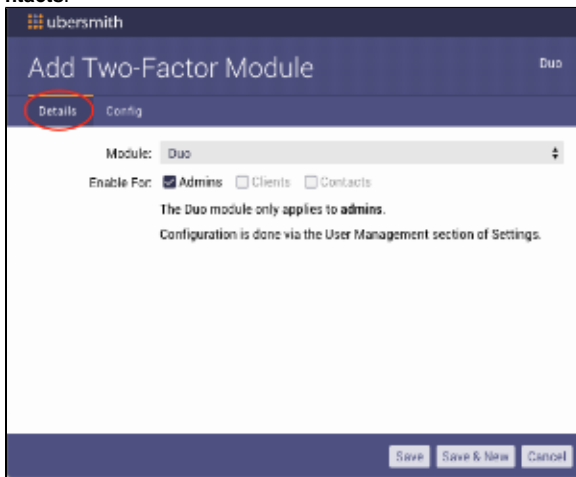 ntacts.
ubersmith
Add Two-Factor Module
Duo
Details Config
Module: Duo
Enable For: Admins Clients Contacts
The Duo module only applies to admins.
Configuration is done via the User Management section of Settings.
Save Save & New Cancel